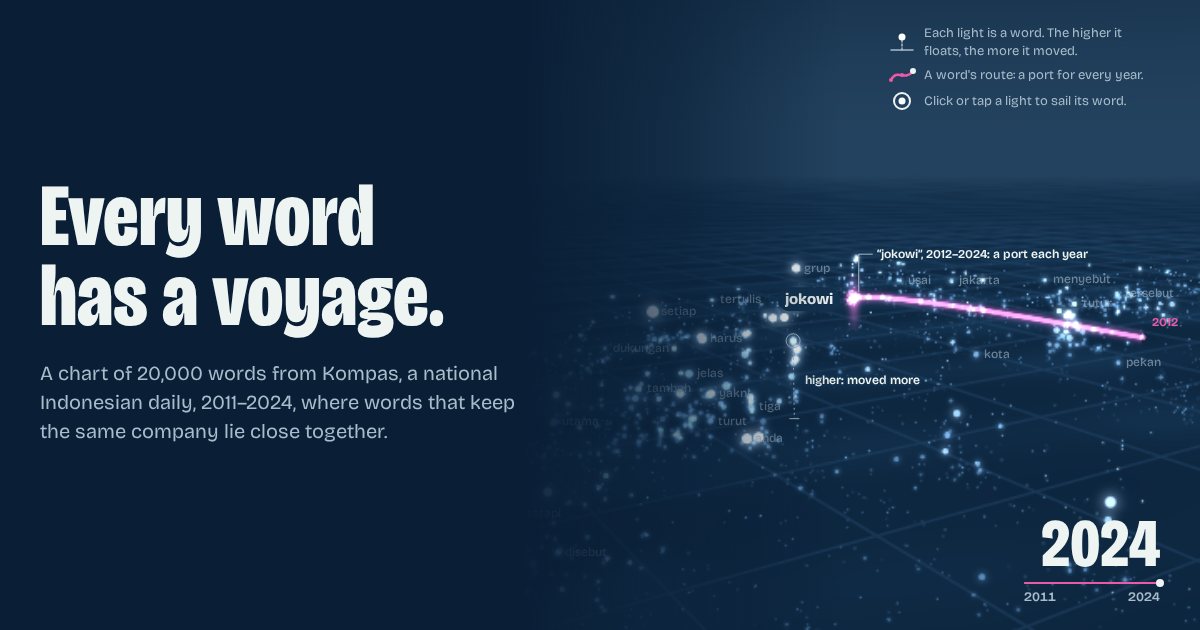 Each light is a word. The higher it
floats, the more it moved.
A word's route: a port for every year.
Click or tap a light to sail its word.
Every word
has a voyage.
A chart of 20,000 words from Kompas, a national
Indonesian daily, 2011–2024, where words that keep
the same company lie close together.
"jokowi", 2012–2024: a port each year
grup
usai
jakarta
menyebut
tertulis
jokowi
setiap
2012
harus
dukungan
kota
pekan
jelas
higher: moved more
tambah
yakni
tiga
turut
utama
disebut
2024
2011
2024